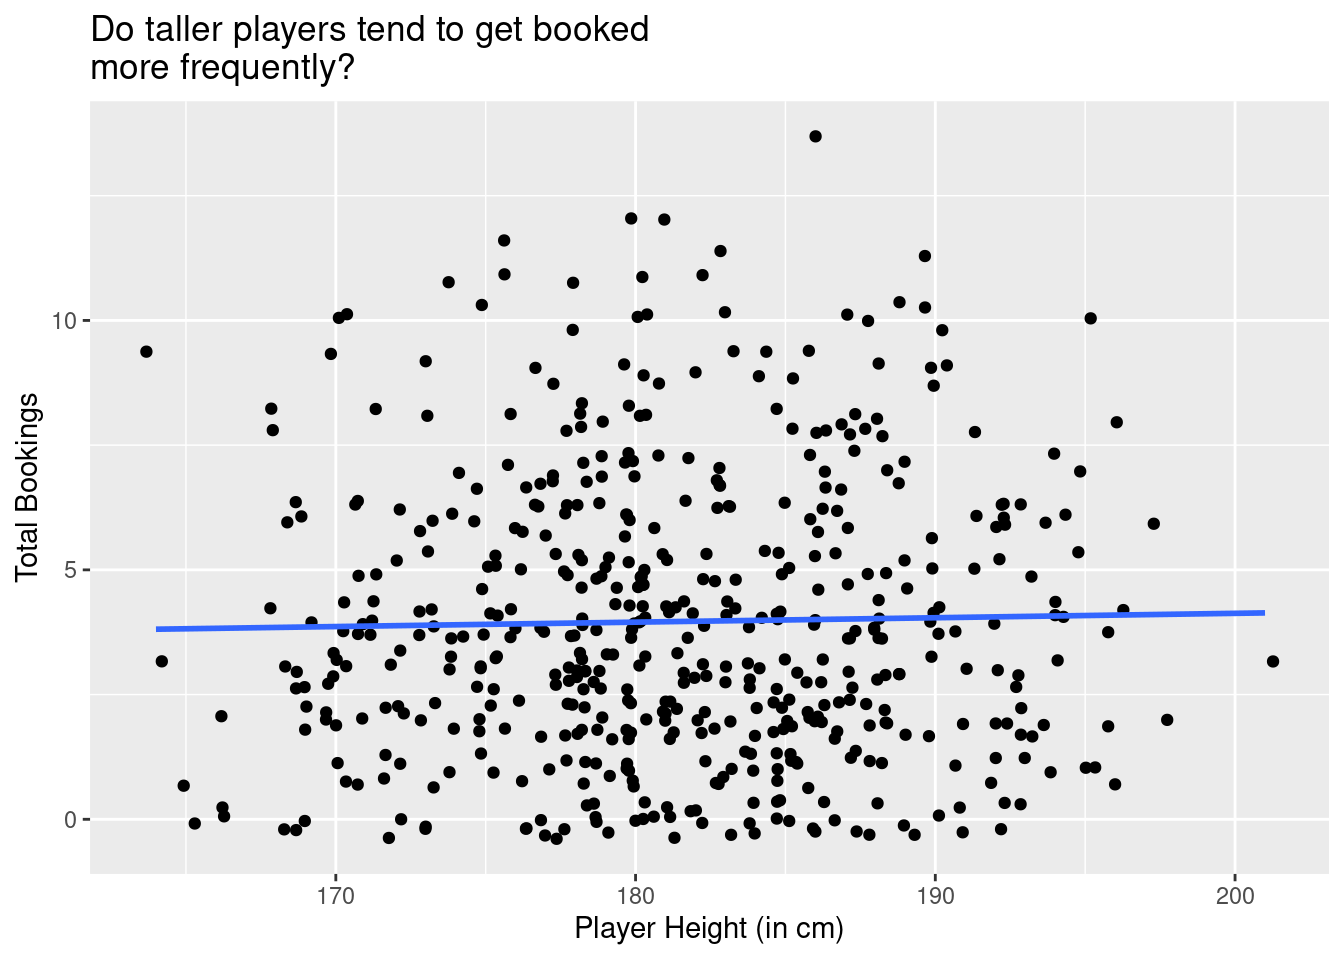 Do taller players tend to get booked
more frequently?
Total Bookings
10
5
0
170
180
190
200
Player Height (in cm)